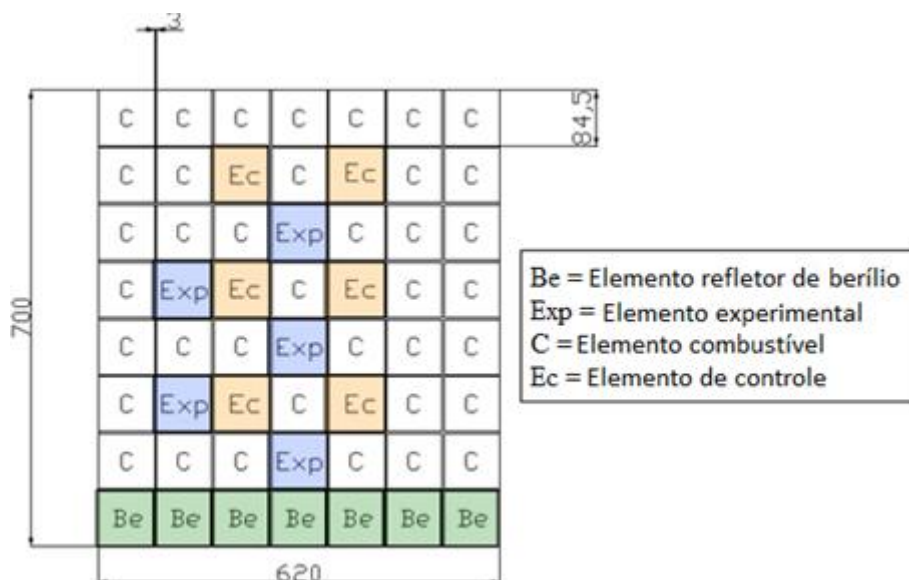 3
C C C C C C C
84,5
C C Ec C Ec C C
C C C Exp C C C
C Exp Ec C Ec C C
700
C C C Exp C C C
C Exp Ec C Ec C C
C C C Exp C C C
Be Be Be Be Be Be Be
620
Be = Elemento refletor de berílio
Exp = Elemento experimental
C = Elemento combustível
Ec = Elemento de controle